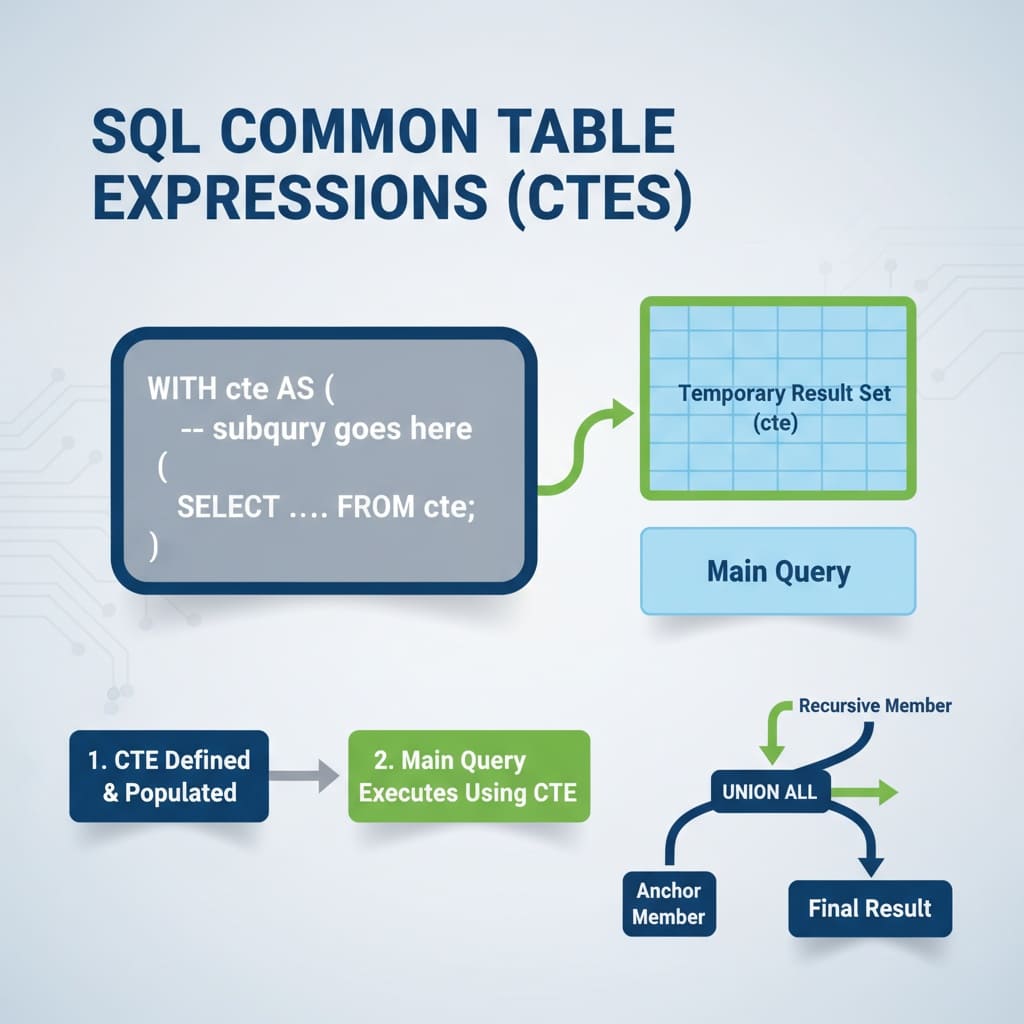 SQL COMMON TABLE
EXPRESSIONS (CTES)
WITH cte AS (
-- subqury goes here
(
SELECT .... FROM cte;
)
Temporary Result Set
(cte)
Main Query
1. CTE Defined
& Populated
2. Main Query
Executes Using CTE
Recursive Member
UNION ALL
Anchor
Member
Final Result